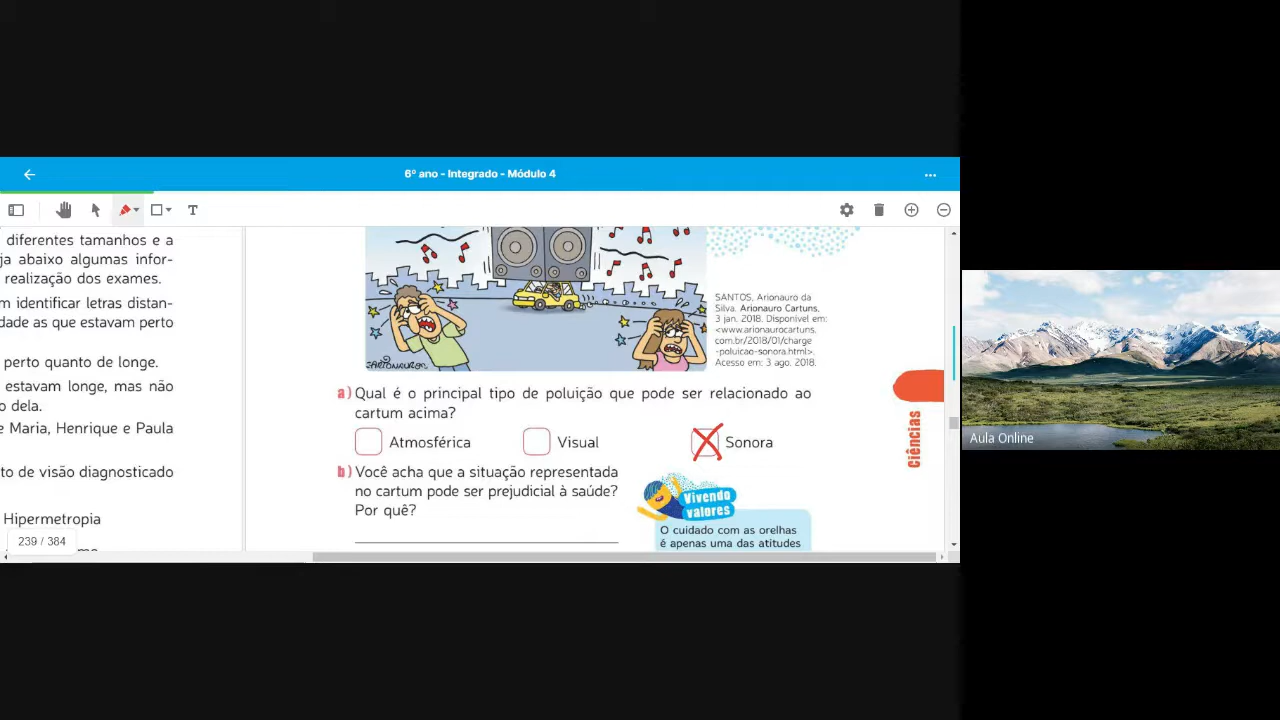 6º ano - Integrado - Módulo 4
T
diferentes tamanhos e a
ja abaixo algumas infor-
realização dos exames.
m identificar letras distan-
dade as que estavam perto
perto quanto de longe.
estavam longe, mas não
o dela.
e Maria, Henrique e Paula
to de visão diagnosticado
Hipermetropia
239 / 384
ARIONAURO
SANTOS, Arionauro da
Silva. Arionauro Cartuns,
3 jan. 2018. Disponível em:
<www.arionaurocartuns.
com.br/2018/01/charge
-poluicao-sonora.html>.
Acesso em: 3 ago. 2018.
a) Qual é o principal tipo de poluição que pode ser relacionado ao
cartum acima?
Atmosférica Visual Sonora
b) Você acha que a situação representada
no cartum pode ser prejudicial à saúde?
Por quê?
Vivendo
valores
O cuidado com as orelhas
é apenas uma das atitudes
Ciências
Aula Online